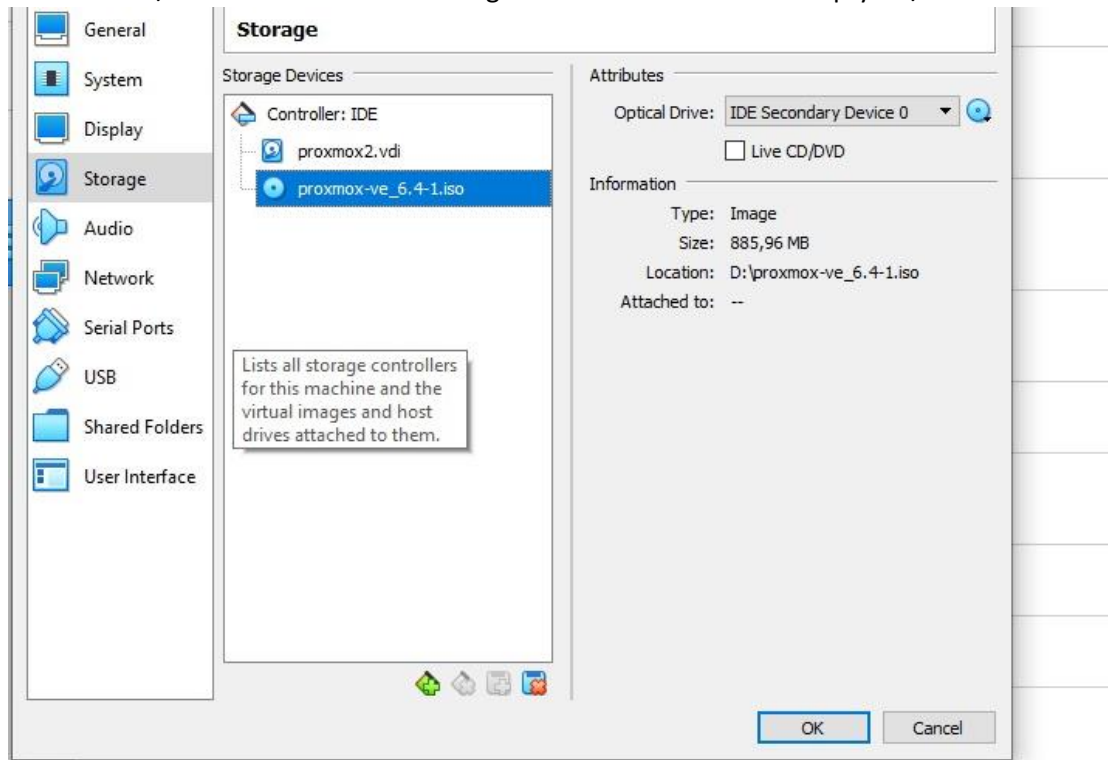 General
System
Display
Storage
Audio
Network
Serial Ports
USB
Shared Folders
User Interface
Storage
Storage Devices
Controller: IDE
proxmox2.vdi
proxmox-ve_6.4-1.iso
Lists all storage controllers
for this machine and the
virtual images and host
drives attached to them.
Attributes
Optical Drive: IDE Secondary Device 0
Live CD/DVD
Information
Type: Image
Size: 885,96 MB
Location: D:\proxmox-ve_6.4-1.iso
Attached to: --
OK
Cancel